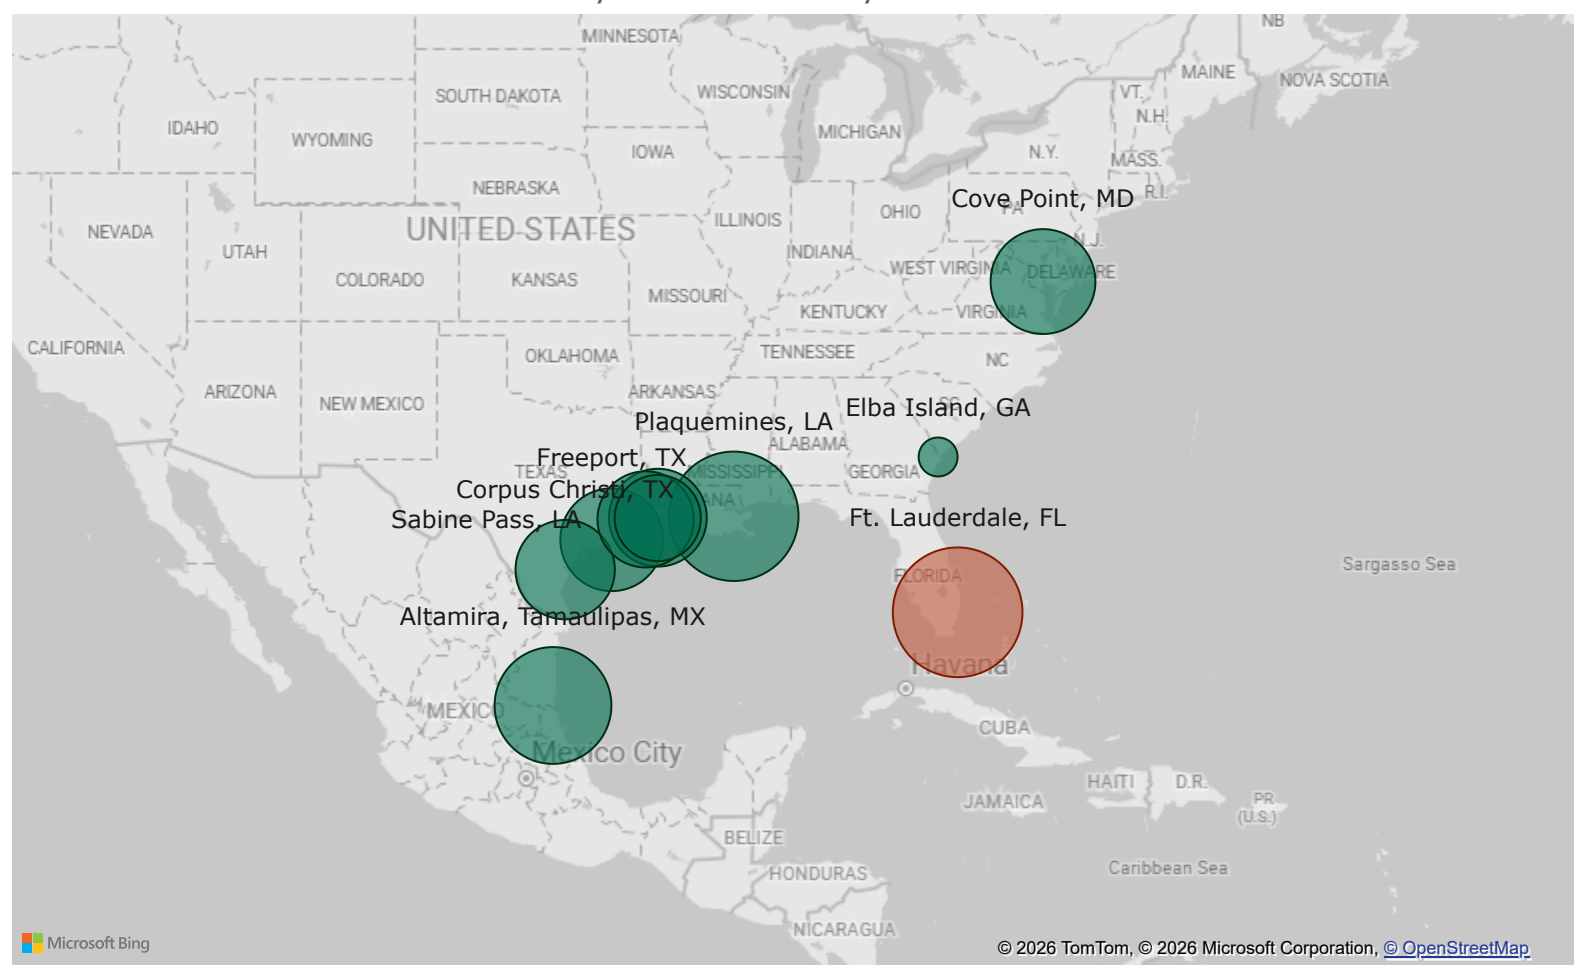 NB
MINNESOTA
MAINE
NOVA SCOTIA
WISCONSIN
VT.
SOUTH DAKOTA
N.H.
IDAHO
MICHIGAN
WYOMING
IOWA
N.Y.
MASS.
NEBRASKA
R.I.
Cove Point, MD
PA
OHIO
ILLINOIS
NEVADA
UNITED STATES
N.J.
UTAH
INDIANA
WEST VIRGINIA
DELAWARE
COLORADO
KANSAS
MISSOURI
KENTUCKY
VIRGINIA
CALIFORNIA
TENNESSEE
OKLAHOMA
NC
ARIZONA
ARKANSAS
NEW MEXICO
SC
Elba Island, GA
Plaquemines, LA
ALABAMA
Freeport, TX
TEXAS
MISSISSIPPI
GEORGIA
Corpus Christi, TX
ANA
Sabine Pass, LA
Ft. Lauderdale, FL
Sargasso Sea
FLORIDA
Altamira, Tamaulipas, MX
Havana
MEXICO
CUBA
Mexico City
HAITI
D.R.
JAMAICA
PR
(U.S.)
BELIZE
Caribbean Sea
HONDURAS
NICARAGUA
Microsoft Bing
© 2026 TomTom, © 2026 Microsoft Corporation, © OpenStreetMap